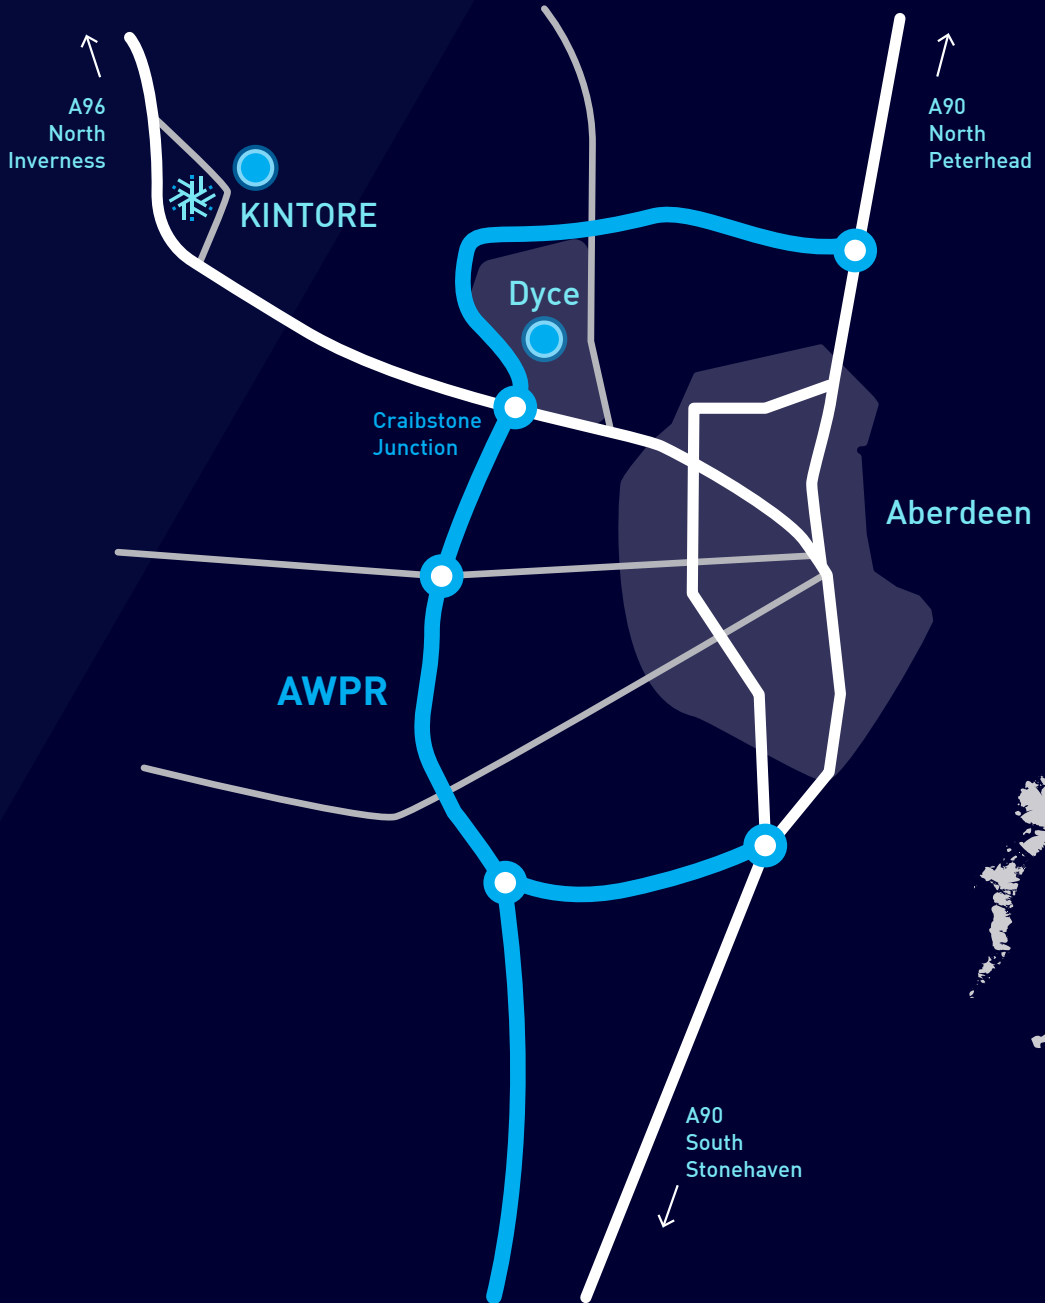 A96
North
Inverness
A90
North
Peterhead
KINTORE
Dyce
Craibstone
Junction
Aberdeen
AWPR
A90
South
Stonehaven